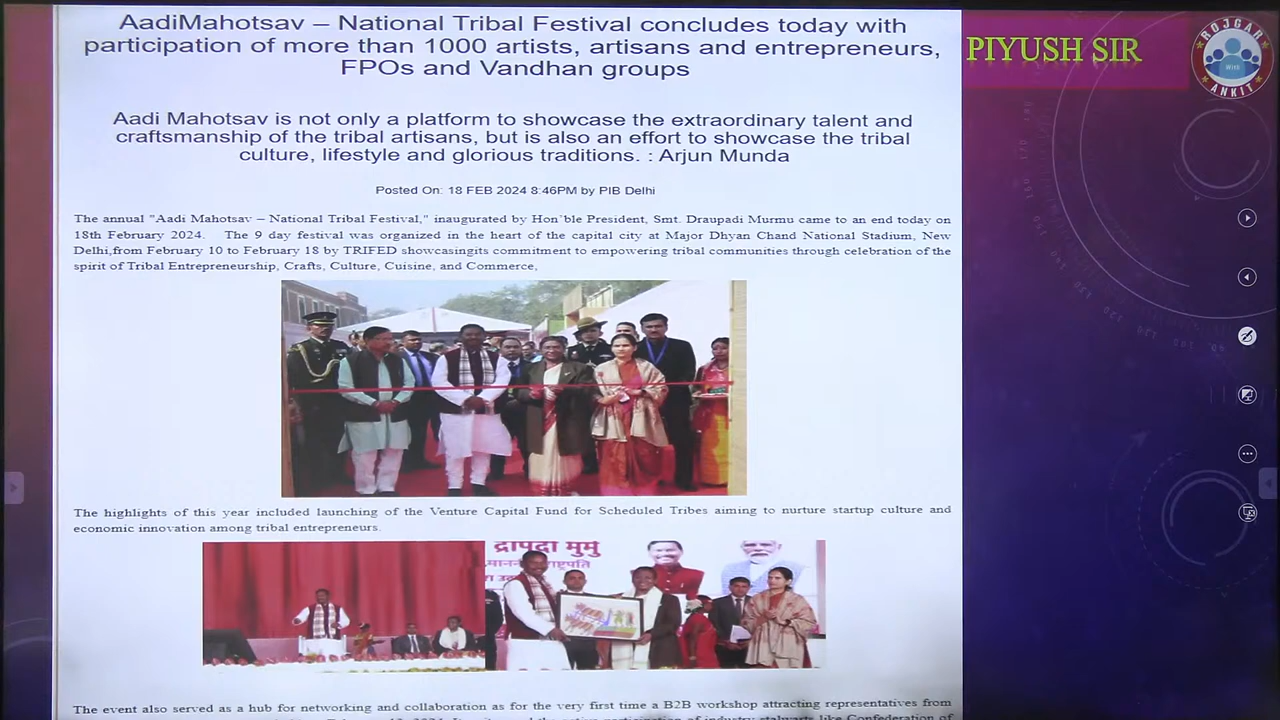 AadiMahotsav – National Tribal Festival concludes today with
participation of more than 1000 artists, artisans and entrepreneurs,
FPOs and Vandhan groups
PIYUSH SIR
ROJGAR
With
ANKIT
Aadi Mahotsav is not only a platform to showcase the extraordinary talent and
craftsmanship of the tribal artisans, but is also an effort to showcase the tribal
culture, lifestyle and glorious traditions. : Arjun Munda
Posted On: 18 FEB 2024 8:46PM by PIB Delhi
The annual "Aadi Mahotsav – National Tribal Festival," inaugurated by Hon'ble President, Smt. Draupadi Murmu came to an end today on
18th February 2024. The 9 day festival was organized in the heart of the capital city at Major Dhyan Chand National Stadium, New
Delhi,from February 10 to February 18 by TRIFED showcasingits commitment to empowering tribal communities through celebration of the
spirit of Tribal Entrepreneurship, Crafts, Culture, Cuisine, and Commerce,
The highlights of this year included launching of the Venture Capital Fund for Scheduled Tribes aiming to nurture startup culture and
economic innovation among tribal entrepreneurs.
The event also served as a hub for networking and collaboration as for the very first time a B2B workshop attracting representatives from